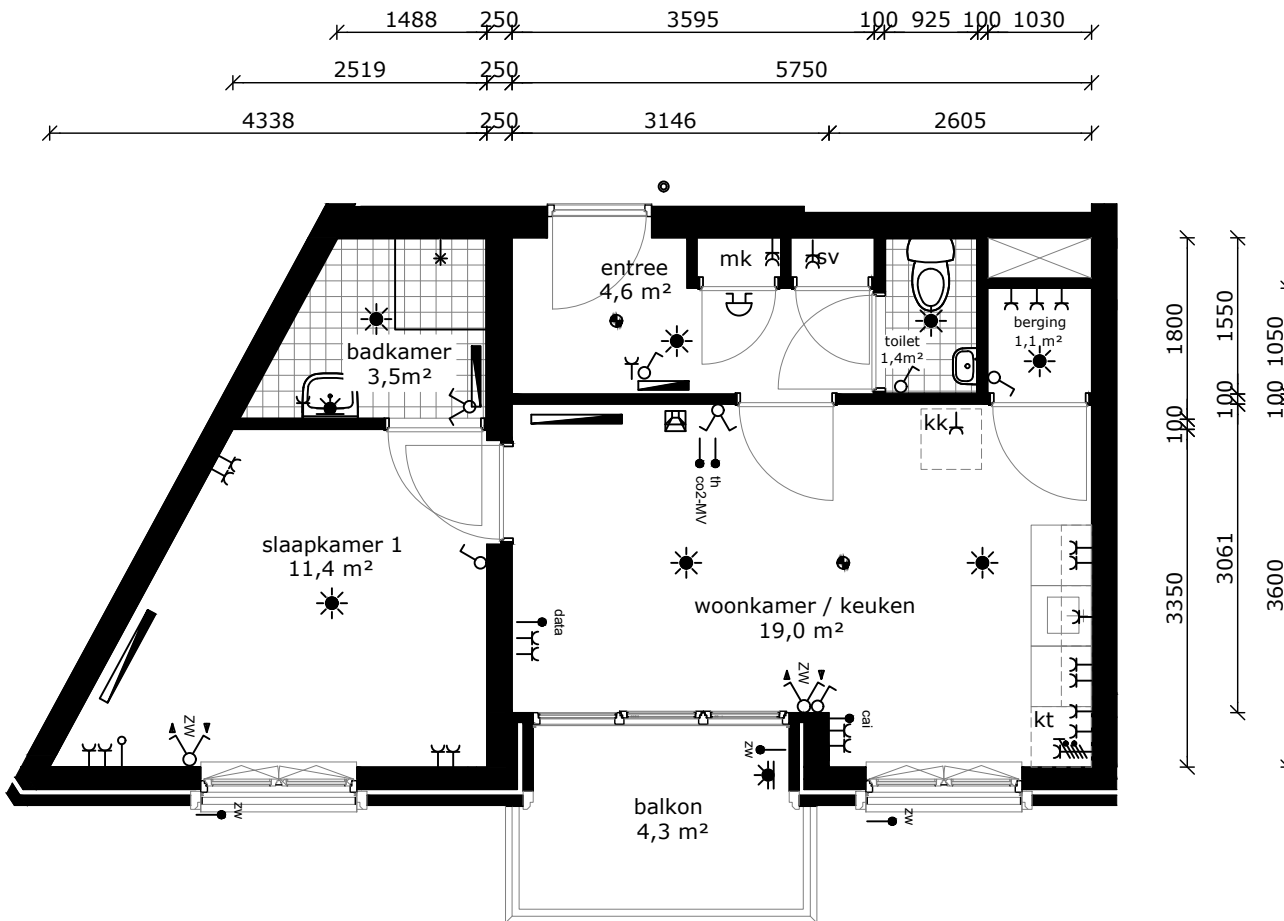 1488 250 3595 100 925 100 1030
2519 250 5750
4338 250 3146 2605
entree
4,6 m²
mk
sv
badkamer
3,5m²
toilet
1,4m²
berging
1,1 m²
kk
th
co2-MV
slaapkamer 1
11,4 m²
woonkamer / keuken
19,0 m²
data
ZW
ZW
cai
kt
zw
balkon
4,3 m²
zw
zw
1800
100
3350
1550
100
3061
1050
100
3600